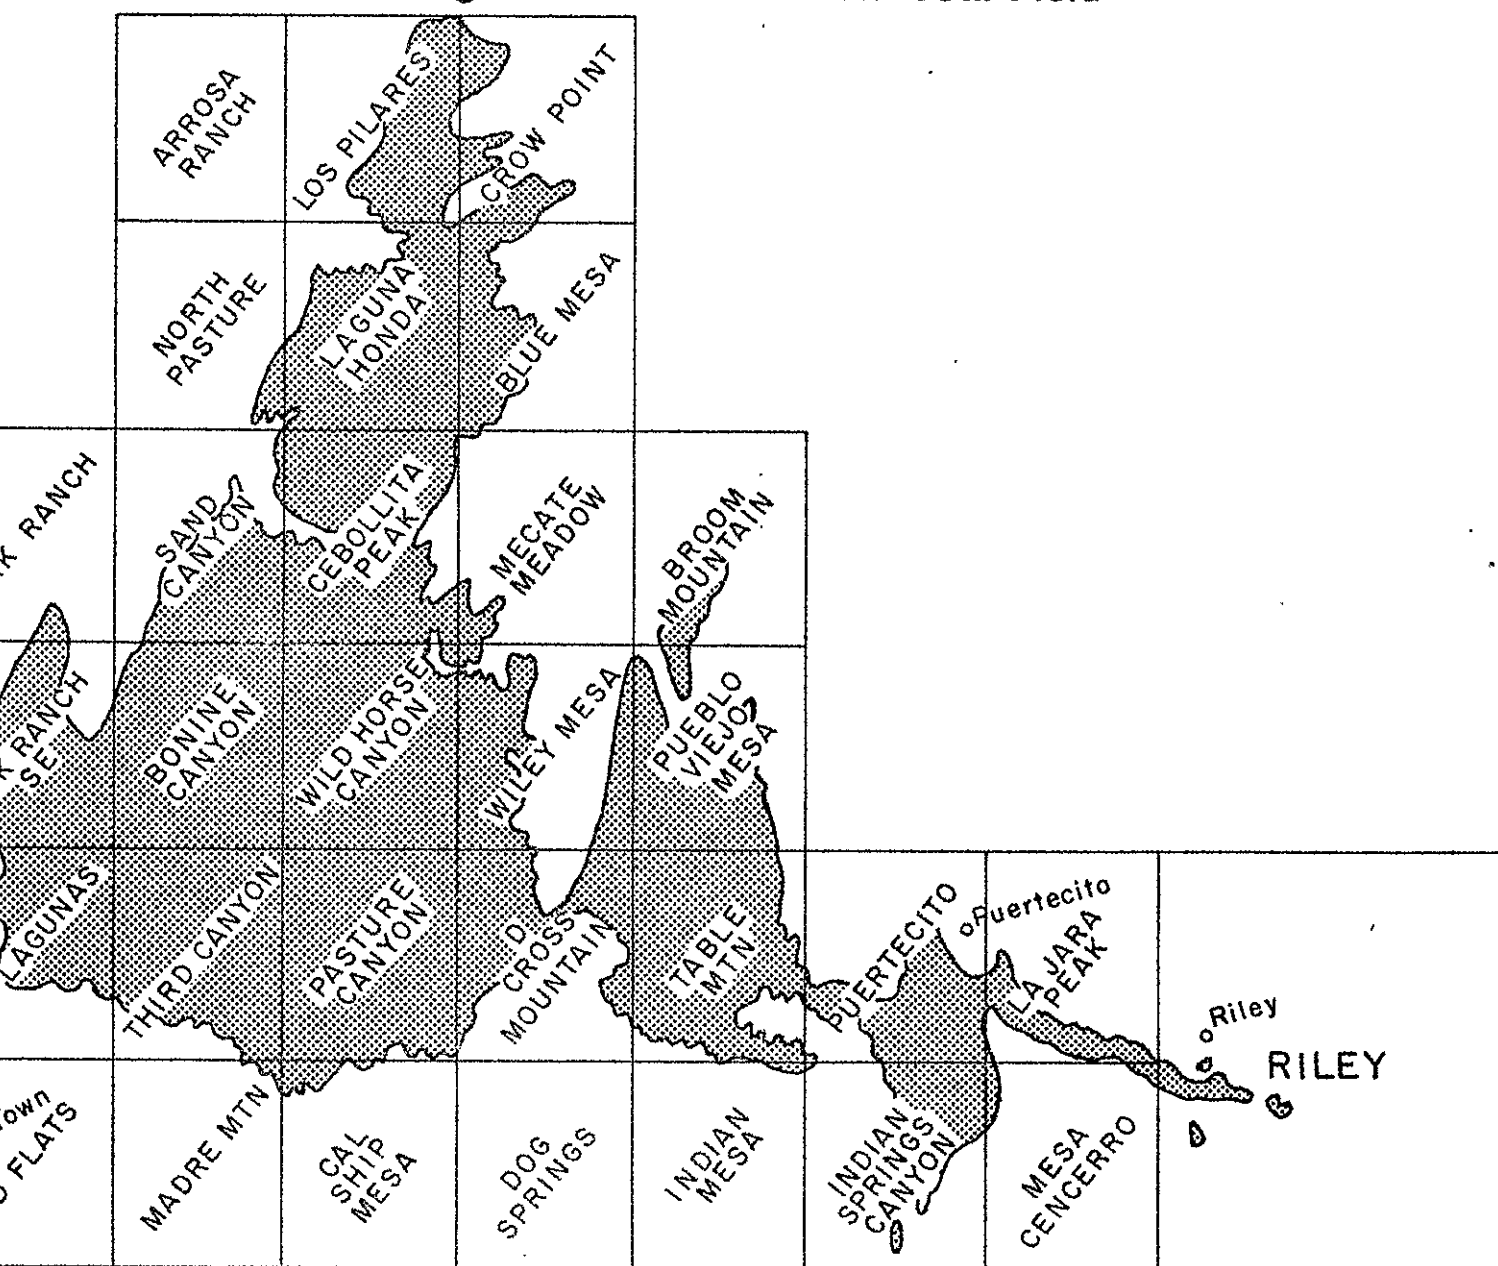 ARROSA
RANCH
LOS PILARES
CROW POINT
NORTH
PASTURE
LAGUNA
HONDA
BLUE MESA
RANCH
SAND
CANYON
CEBOLLITA
PEAK
MECATE
MEADOW
BROOM
MOUNTAIN
RANCH
SE
BONINE
CANYON
WILD HORSE
CANYON
WILEY MESA
PUEBLO
VIEJO
MESA
LAGUNAS
THIRD CANYON
PASTURE
CANYON
D
CROSS
MOUNTAIN
TABLE
MTN
PUERTECITO
Puertecito
LA JARA
PEAK
Riley
RILEY
FLATS
MADRE MTN
CAL
SHIP
MESA
DOG
SPRINGS
INDIAN
MESA
INDIAN
SPRINGS
CANYON
MESA
CENCERRO